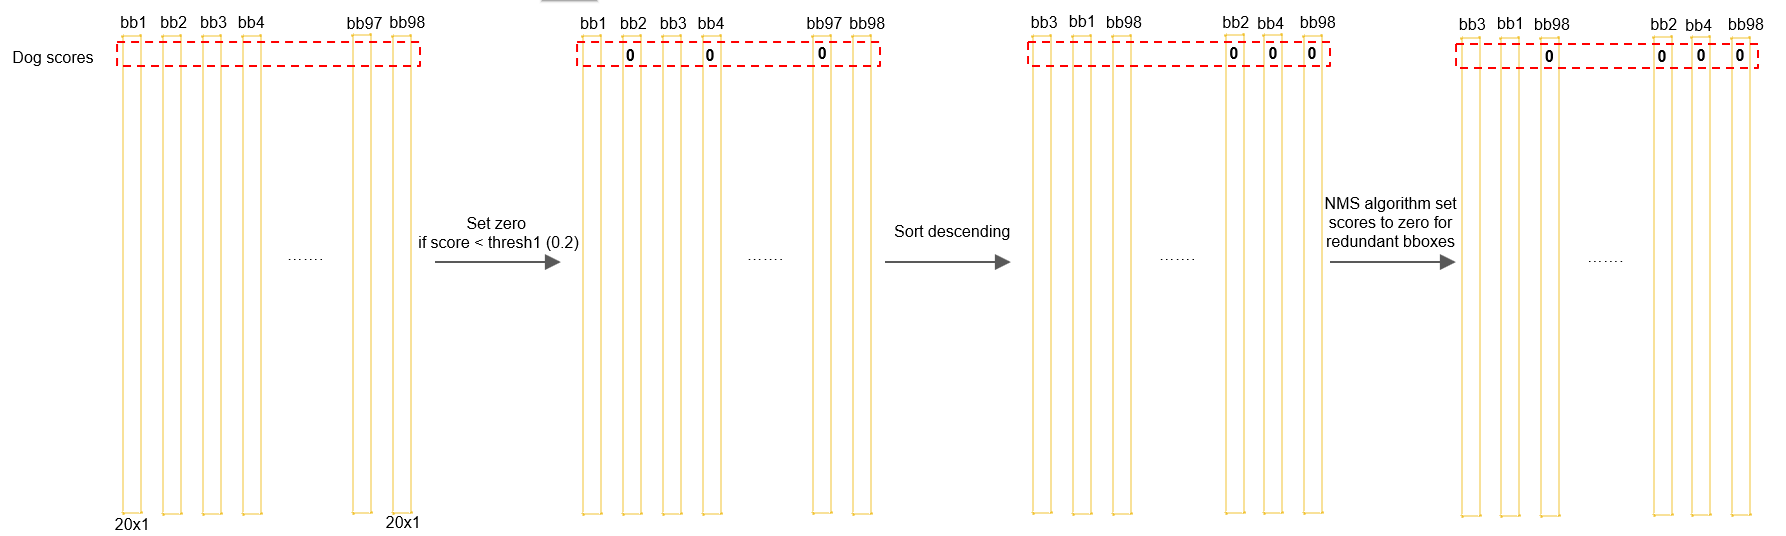 bb1 bb2 bb3 bb4 bb97 bb98
Dog scores
20x1 20x1
Set zero
if score < thresh1 (0.2)
bb1 bb2 bb3 bb4 bb97 bb98
0 0 0
.......
.......
Sort descending
bb3 bb1 bb98 bb2 bb4 bb98
0 0 0
.......
NMS algorithm set
scores to zero for
redundant bboxes
bb3 bb1 bb98 bb2 bb4 bb98
0 0 0 0
.......